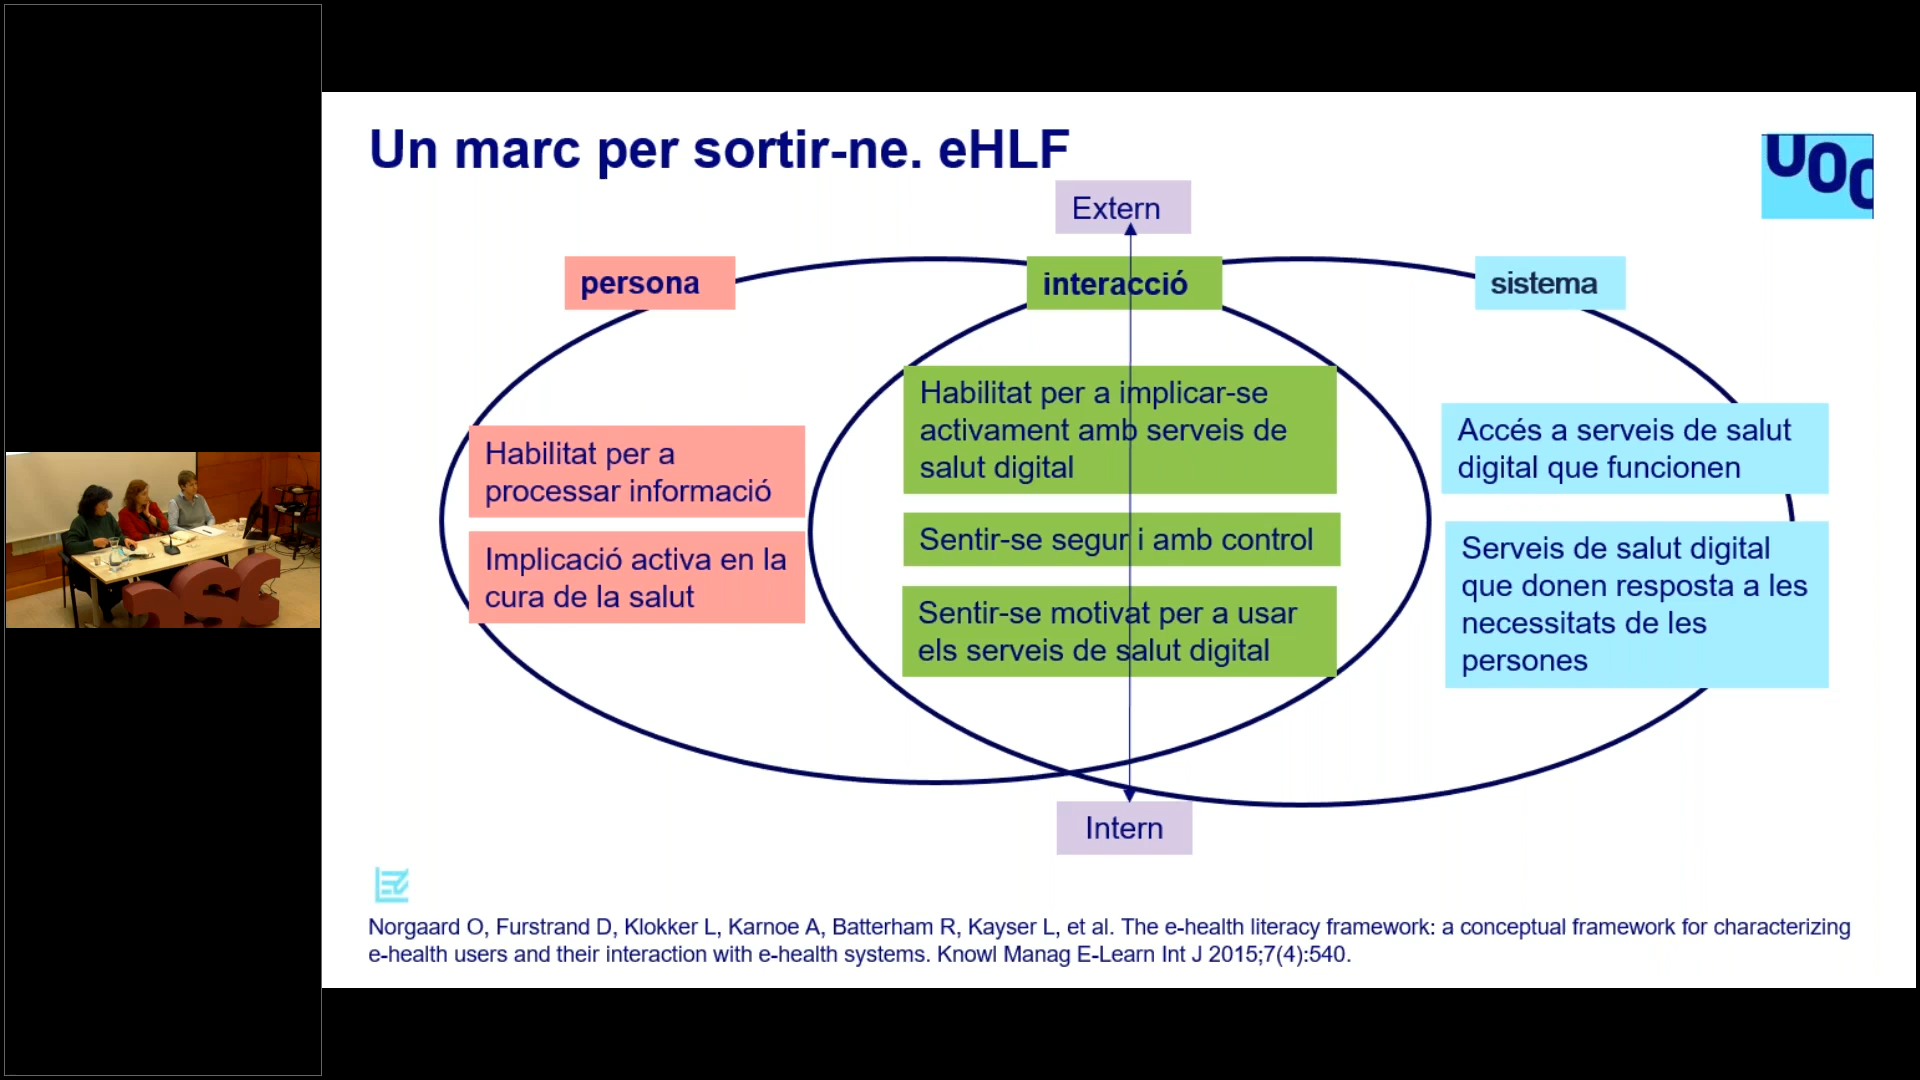 Un marc per sortir-ne. eHLF
UOC
Extern
persona
interacció
sistema
Habilitat per a
processar informació
Implicació activa en la
cura de la salut
Habilitat per a implicar-se
activament amb serveis de
salut digital
Sentir-se segur i amb control
Sentir-se motivat per a usar
els serveis de salut digital
Accés a serveis de salut
digital que funcionen
Serveis de salut digital
que donen resposta a les
necessitats de les
persones
Intern
Norgaard O, Furstrand D, Klokker L, Karnoe A, Batterham R, Kayser L, et al. The e-health literacy framework: a conceptual framework for characterizing
e-health users and their interaction with e-health systems. Knowl Manag E-Learn Int J 2015;7(4):540.